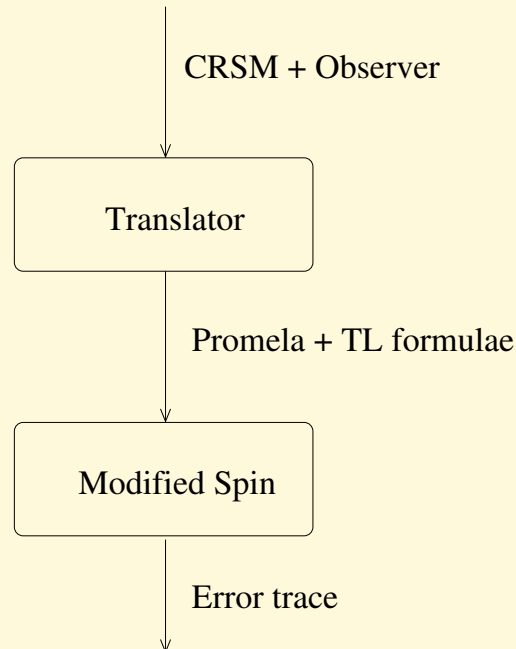 CRSM + Observer
Translator
Promela + TL formulae
Modified Spin
Error trace